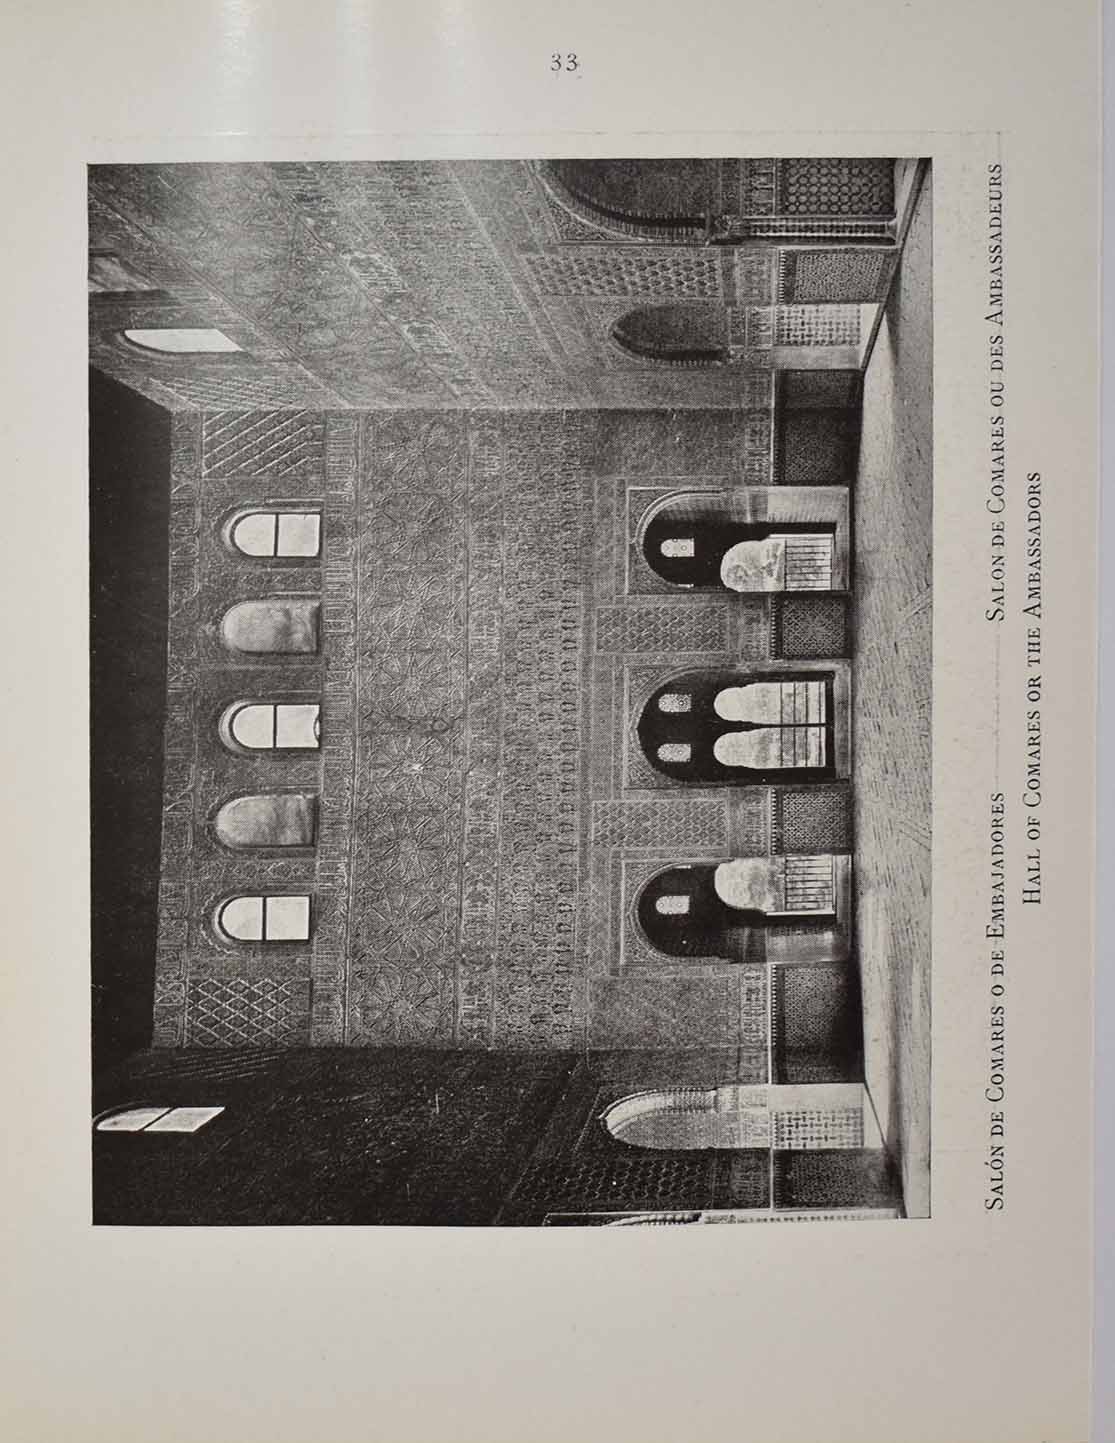 33
SALÓN DE COMARES O DE EMBAJADORES — SALON DE COMARES OU DES AMBASSADEURS
HALL OF COMARES OR THE AMBASSADORS